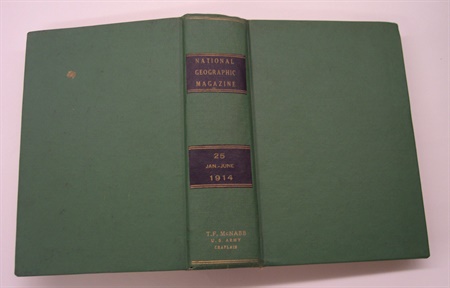 NATIONAL
GEOGRAPHIC
MAGAZINE
25
JAN.-JUNE
1914
T.F. McNABB
U.S. ARMY
CHAPLAIN